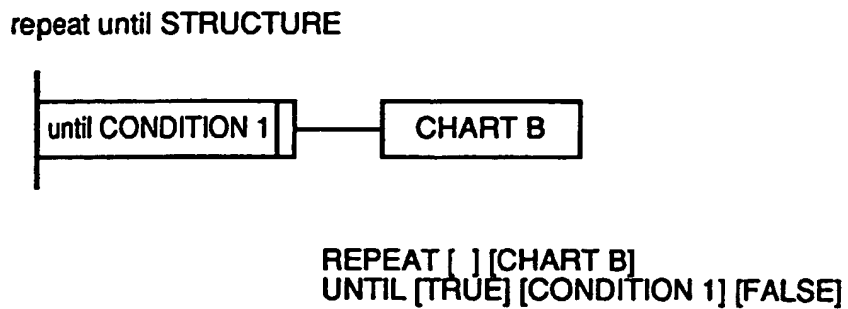 repeat until STRUCTURE
until CONDITION 1
CHART B
REPEAT [ ] [CHART B]
UNTIL [TRUE] [CONDITION 1] [FALSE]